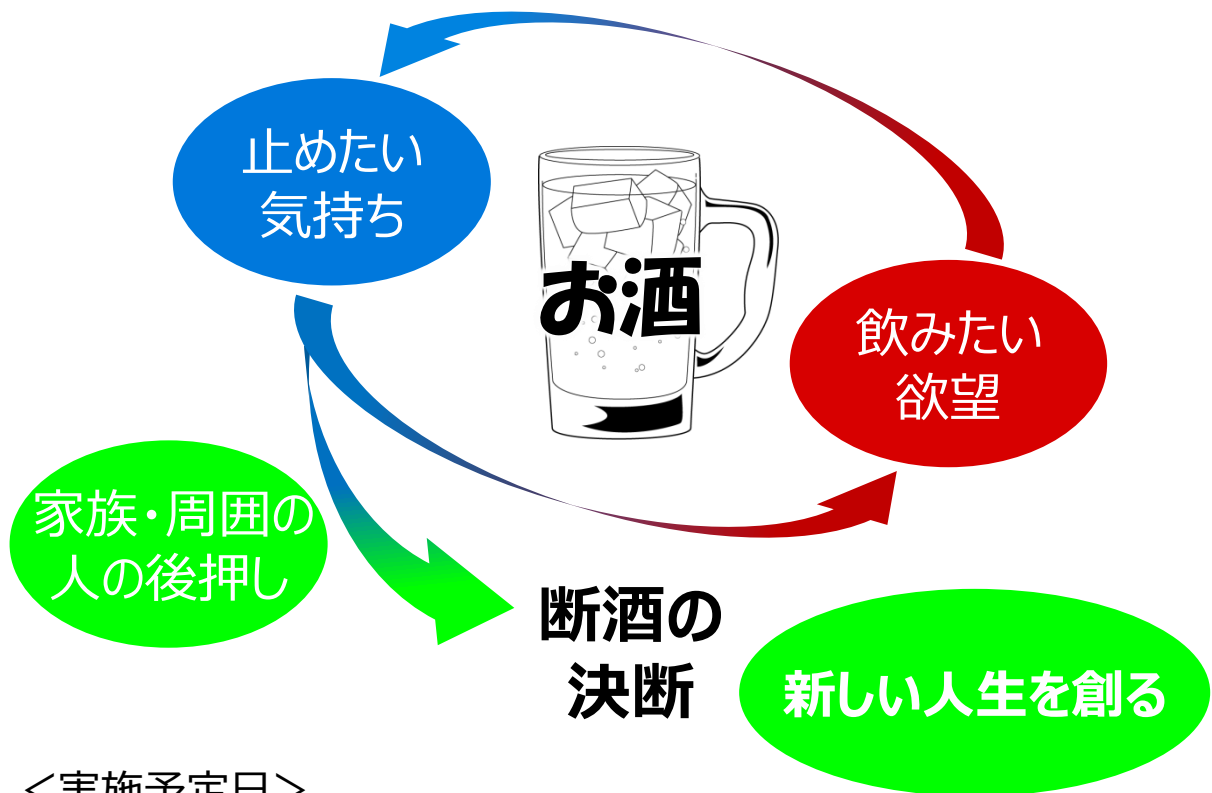 止めたい
気持ち
お酒
飲みたい
欲望
家族・周囲の
人の後押し
断酒の
決断
新しい人生を創る
＜実施予定日＞